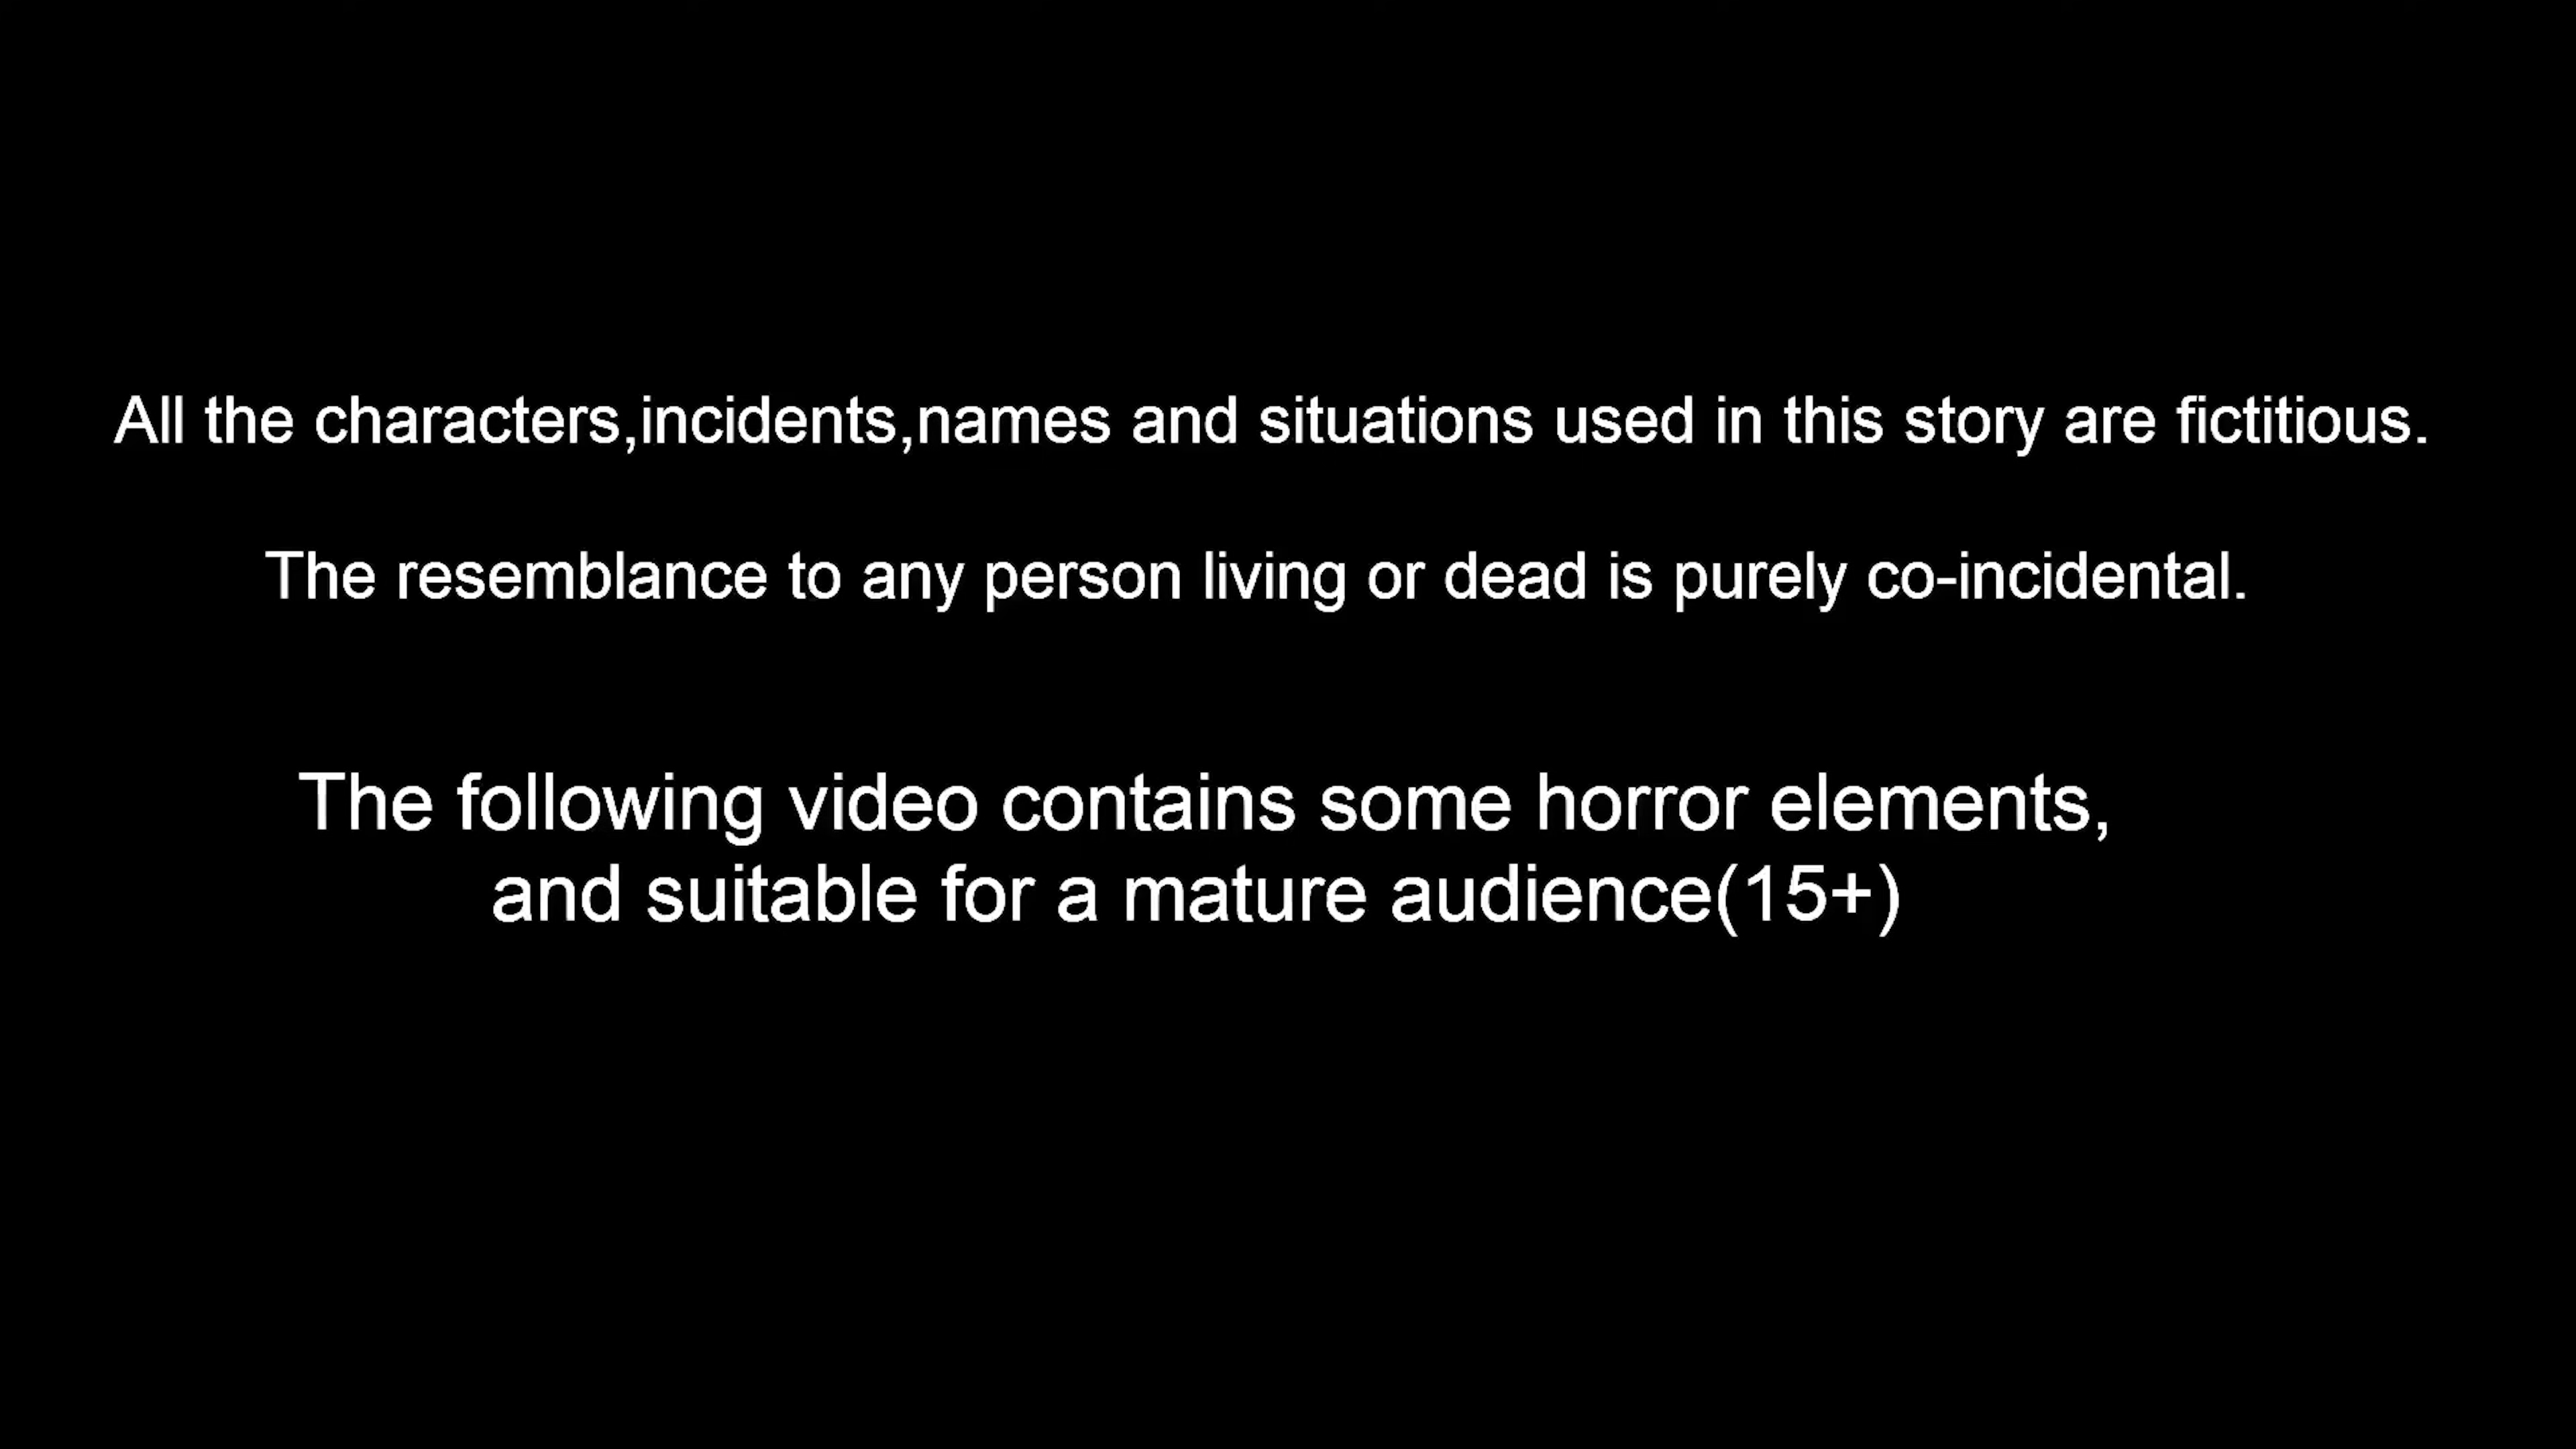 All the characters,incidents,names and situations used in this story are fictitious.
The resemblance to any person living or dead is purely co-incidental.
The following video contains some horror elements,
and suitable for a mature audience(15+)